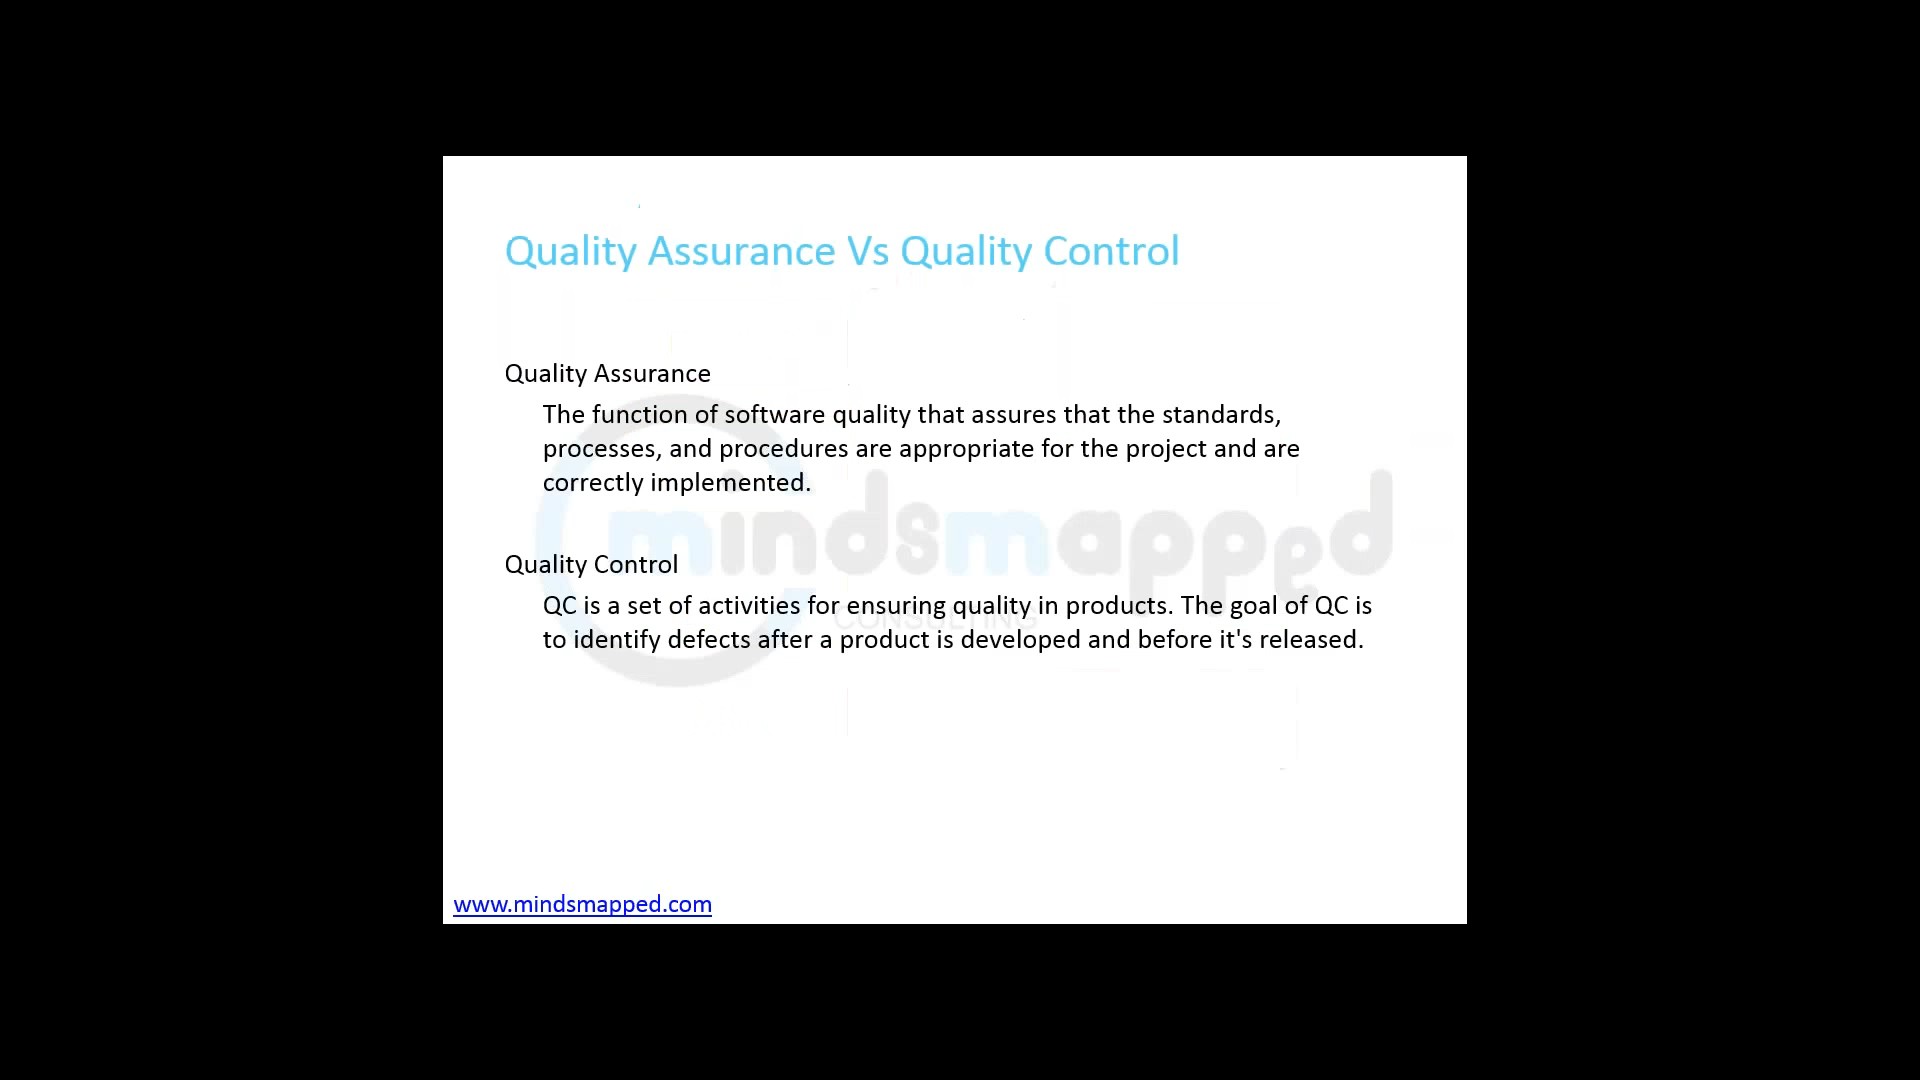 Quality Assurance Vs Quality Control
Quality Assurance
The function of software quality that assures that the standards,
processes, and procedures are appropriate for the project and are
correctly implemented.
mindsmapped
Quality Control
CONSULTING
QC is a set of activities for ensuring quality in products. The goal of QC is
to identify defects after a product is developed and before it's released.
www.mindsmapped.com